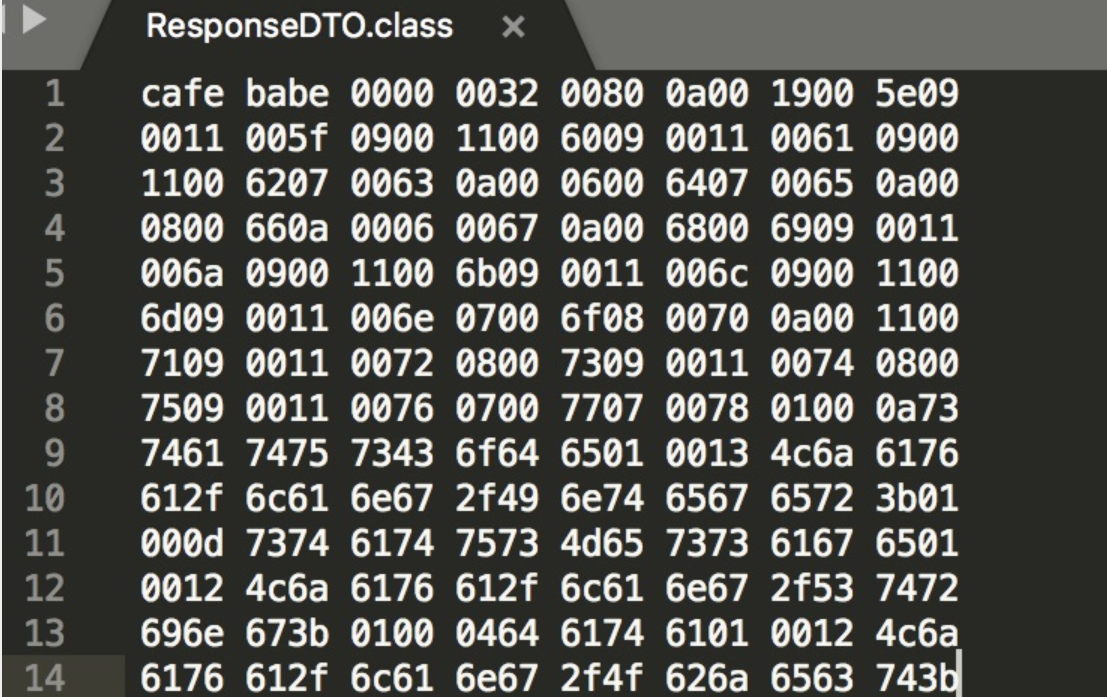 ResponseDTO.class ×
1 cafe babe 0000 0032 0080 0a00 1900 5e09
2 0011 005f 0900 1100 6009 0011 0061 0900
3 1100 6207 0063 0a00 0600 6407 0065 0a00
4 0800 660a 0006 0067 0a00 6800 6909 0011
5 006a 0900 1100 6b09 0011 006c 0900 1100
6 6d09 0011 006e 0700 6f08 0070 0a00 1100
7 7109 0011 0072 0800 7309 0011 0074 0800
8 7509 0011 0076 0700 7707 0078 0100 0a73
9 7461 7475 7343 6f64 6501 0013 4c6a 6176
10 612f 6c61 6e67 2f49 6e74 6567 6572 3b01
11 000d 7374 6174 7573 4d65 7373 6167 6501
12 0012 4c6a 6176 612f 6c61 6e67 2f53 7472
13 696e 673b 0100 0464 6174 6101 0012 4c6a
14 6176 612f 6c61 6e67 2f4f 626a 6563 743b